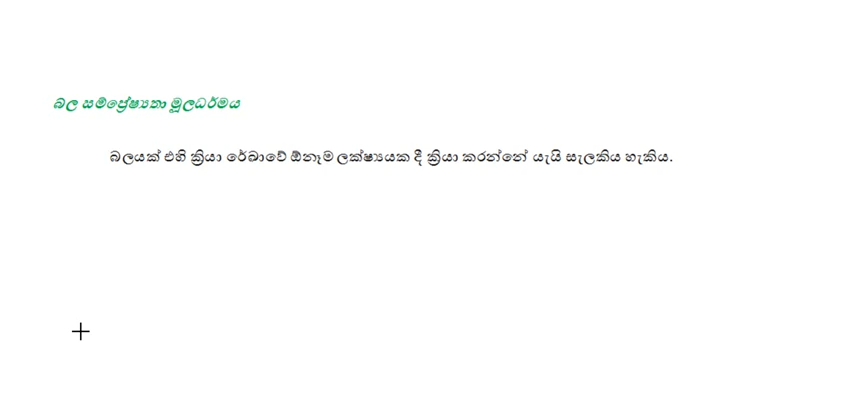 බල සම්ප්‍රේෂ්‍යතා මූලධර්මය
බලයක් එහි ක්‍රියා රේඛාවේ ඕනෑම ලක්ෂ්‍යයක දී ක්‍රියා කරන්නේ යැයි සැලකිය හැකිය.